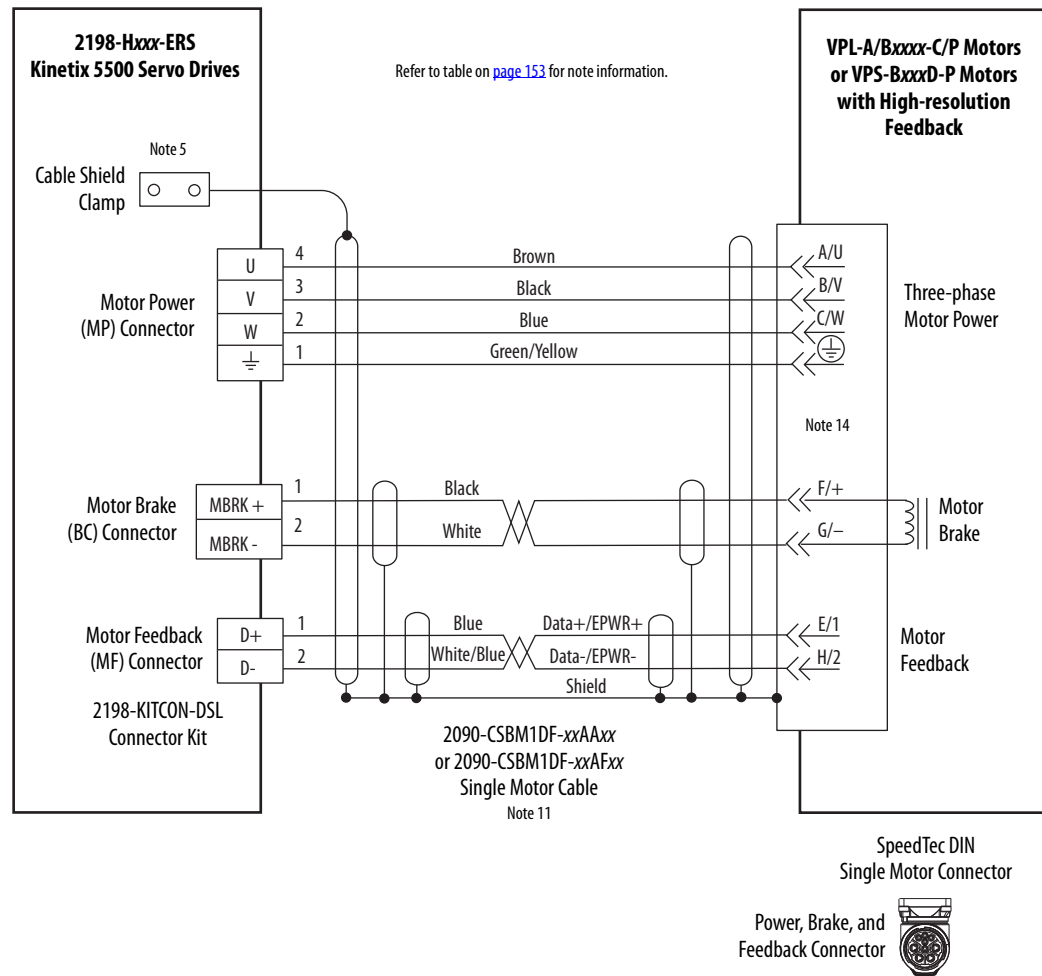 2198-Hxxx-ERS
Kinetix 5500 Servo Drives
Refer to table on page 153 for note information.
VPL-A/Bxxxx-C/P Motors
or VPS-BxxxD-P Motors
with High-resolution
Feedback
Note 5
Cable Shield
Clamp
Motor Power
(MP) Connector
U
V
W
4
3
2
1
Brown
Black
Blue
Green/Yellow
A/U
B/V
C/W
Three-phase
Motor Power
Note 14
Motor Brake
(BC) Connector
MBRK +
MBRK -
1
2
Black
White
F/+
G/–
Motor
Brake
Motor Feedback
(MF) Connector
D+
D-
1
2
Blue
White/Blue
Data+/EPWR+
Data-/EPWR-
Shield
E/1
H/2
Motor
Feedback
2198-KITCON-DSL
Connector Kit
2090-CSBM1DF-xxAAxx
or 2090-CSBM1DF-xxAFxx
Single Motor Cable
Note 11
SpeedTec DIN
Single Motor Connector
Power, Brake, and
Feedback Connector